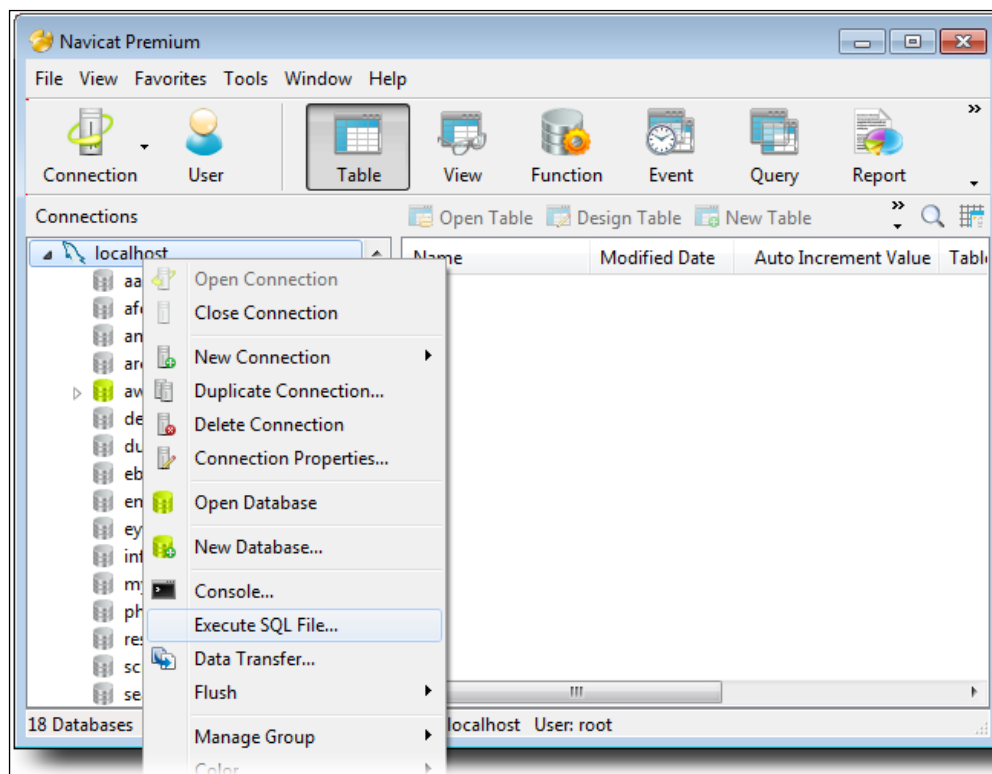 Navicat Premium
File View Favorites Tools Window Help
Connection User Table View Function Event Query Report
Connections Open Table Design Table New Table
localhost Name Modified Date Auto Increment Value
Open Connection
Close Connection
New Connection
Duplicate Connection...
Delete Connection
Connection Properties...
Open Database
New Database...
Console...
Execute SQL File...
Data Transfer...
Flush
18 Databases localhost User: root
Manage Group
Color